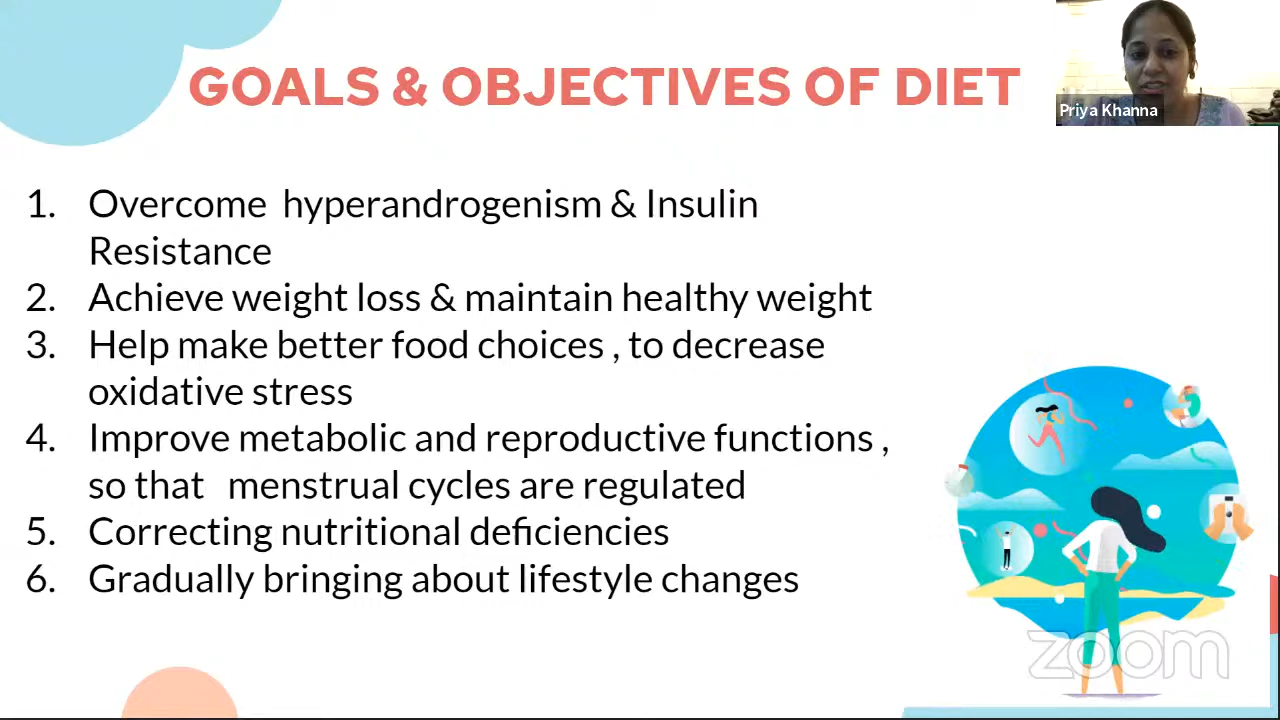 GOALS & OBJECTIVES OF DIET
Priya Khanna
1. Overcome  hyperandrogenism & Insulin
Resistance
2. Achieve weight loss & maintain healthy weight
3. Help make better food choices , to decrease
oxidative stress
4. Improve metabolic and reproductive functions ,
so that   menstrual cycles are regulated
5. Correcting nutritional deficiencies
6. Gradually bringing about lifestyle changes
zoom